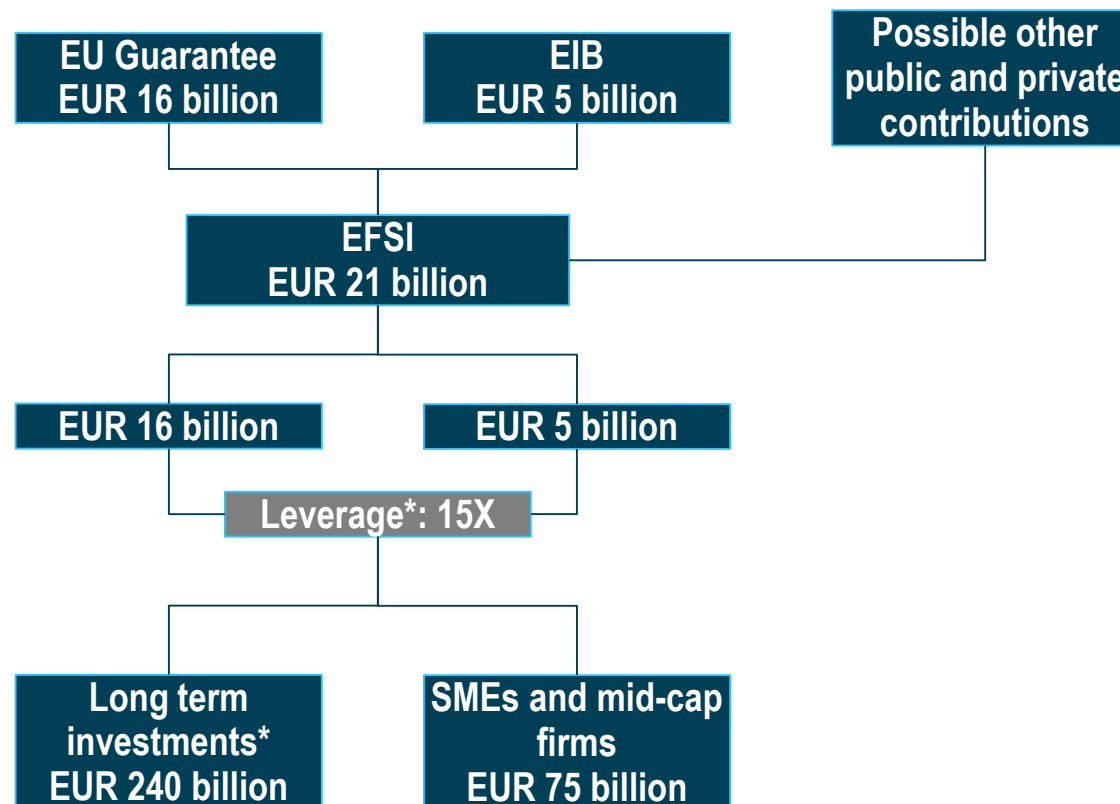 EU Guarantee
EUR 16 billion
EIB
EUR 5 billion
Possible other
public and private
contributions
EFSI
EUR 21 billion
EUR 16 billion
EUR 5 billion
Leverage*: 15X
Long term
investments*
EUR 240 billion
SMEs and mid-cap
firms
EUR 75 billion